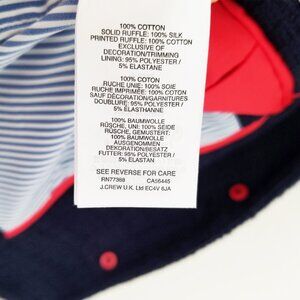 100% COTTON
SOLID RUFFLE: 100% SILK
PRINTED RUFFLE: 100% COTTON
EXCLUSIVE OF
DECORATION/TRIMMING
LINING: 95% POLYESTER /
5% ELASTANE
100% COTON
RUCHE UNIE: 100% SOIE
RUCHE IMPRIMÉE: 100% COTON
SAUF DÉCORATION/GARNITURES
DOUBLURE: 95% POLYESTER /
5% ÉLASTHANNE
100% BAUMWOLLE
RÜSCHE, UNI: 100% SEIDE
RÜSCHE, GEMUSTERT:
100% BAUMWOLLE
AUSGENOMMEN
DEKORATION/BESATZ
FUTTER: 95% POLYESTER /
5% ELASTAN
SEE REVERSE FOR CARE
RN77388 CA56445
J.CREW U.K. Ltd EC4V 6JA